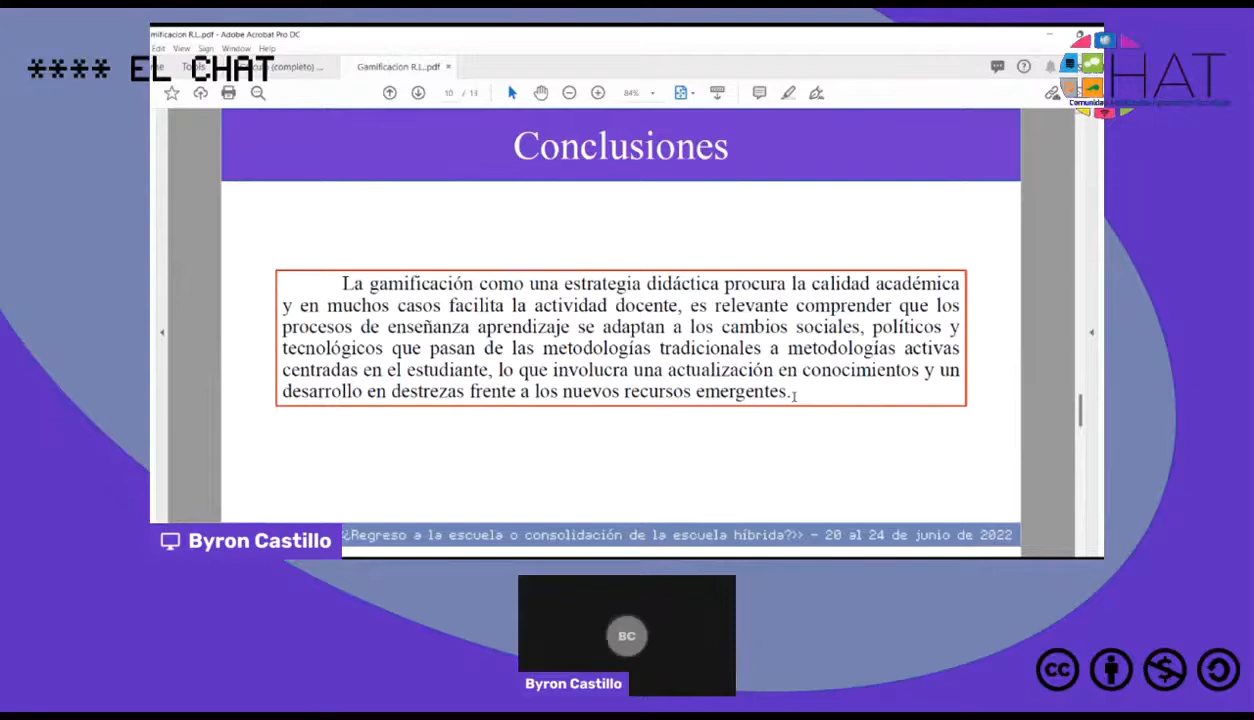 mificacion R.L..pdf - Adobe Acrobat Pro DC
Edit View Sign Window Help
**** EL CHAT
(completo) ...
Gamificacion R.L..pdf ×
HAT
10 / 13
84%
Conclusiones
La gamificación como una estrategia didáctica procura la calidad académica
y en muchos casos facilita la actividad docente, es relevante comprender que los
procesos de enseñanza aprendizaje se adaptan a los cambios sociales, políticos y
tecnológicos que pasan de las metodologías tradicionales a metodologías activas
centradas en el estudiante, lo que involucra una actualización en conocimientos y un
desarrollo en destrezas frente a los nuevos recursos emergentes.
Byron Castillo
¿Regreso a la escuela o consolidación de la escuela híbrida?>> - 20 al 24 de junio de 2022
BC
Byron Castillo